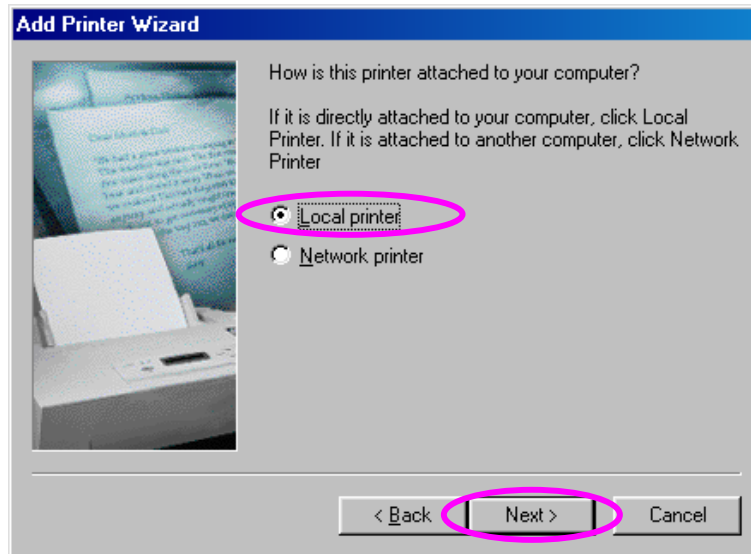 Add Printer Wizard
How is this printer attached to your computer?
If it is directly attached to your computer, click Local
Printer. If it is attached to another computer, click Network
Printer
Local printer
Network printer
< Back
Next >
Cancel